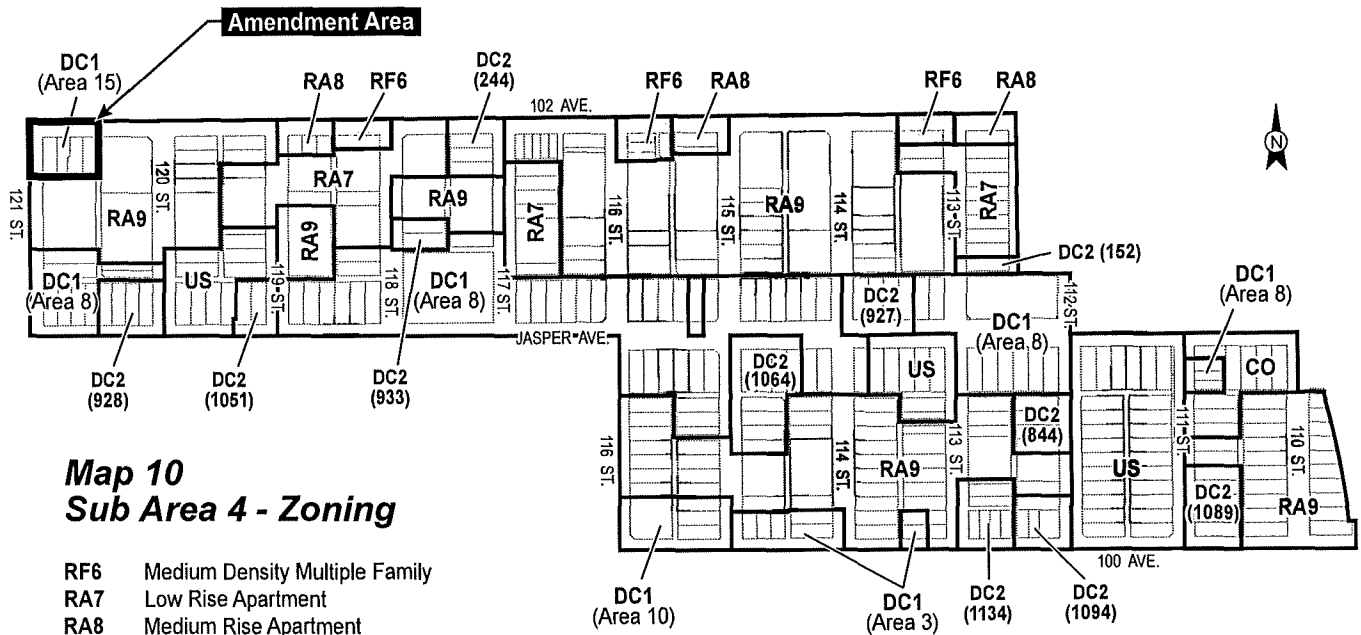 Amendment Area
DC1
(Area 15)
RA8
RF6
DC2
(244)
RF6
RA8
RF6
RA8
102 AVE.
N
121 ST.
RA9
120 ST.
RA7
RA9
RA9
RA7
116 ST.
115 ST.
RA9
114 ST.
113 ST.
RA7
DC2 (152)
DC1
(Area 8)
US
119 ST.
118 ST.
DC1
(Area 8)
117 ST.
DC2
(927)
DC1
(Area 8)
112 ST.
DC1
(Area 8)
JASPER AVE.
DC2
(928)
DC2
(1051)
DC2
(933)
DC2
(1064)
US
CO
116 ST.
114 ST.
RA9
113 ST.
DC2
(844)
US
111 ST.
DC2
(1089)
110 ST.
RA9
100 AVE.
DC1
(Area 10)
DC1
(Area 3)
DC2
(1134)
DC2
(1094)
Map 10
Sub Area 4 - Zoning
RF6 Medium Density Multiple Family
RA7 Low Rise Apartment
RA8 Medium Rise Apartment